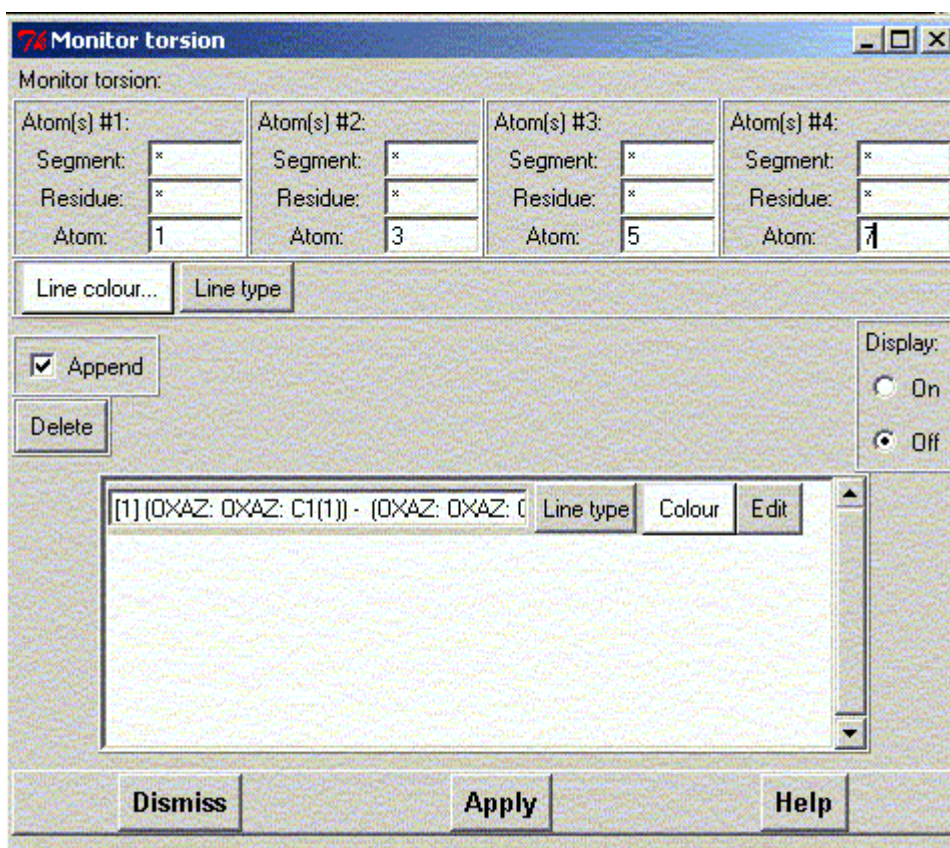 Monitor torsion
Monitor torsion:
Atom(s) #1: Atom(s) #2: Atom(s) #3: Atom(s) #4:
Segment: * Segment: * Segment: * Segment: *
Residue: * Residue: * Residue: * Residue: *
Atom: 1 Atom: 3 Atom: 5 Atom: 7
Line colour... Line type
Display:
Append
On
Delete
Off
[1] (OXAZ: OXAZ: C1(1)) - (OXAZ: OXAZ: Line type Colour Edit
Dismiss Apply Help